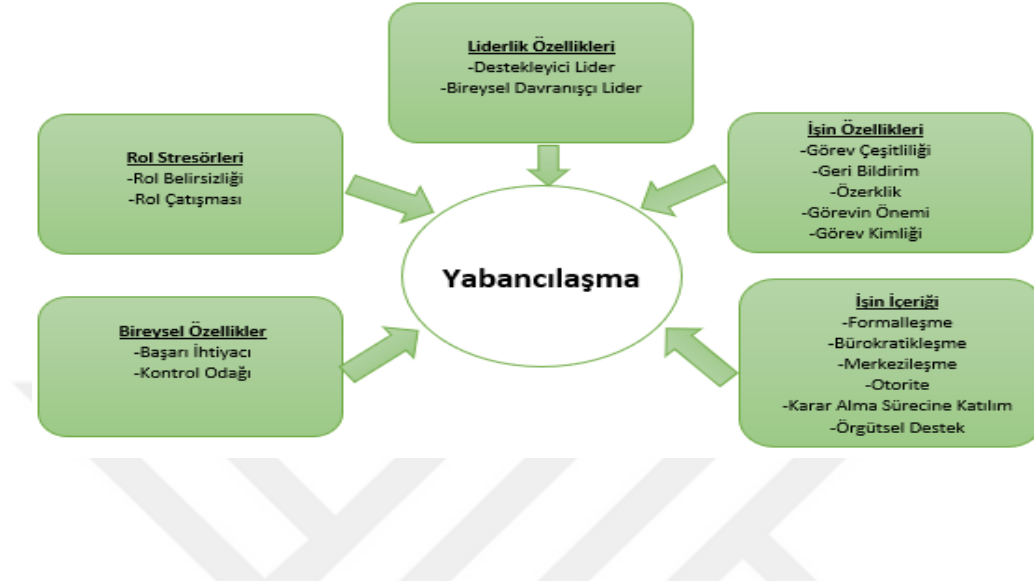 Liderlik Özellikleri
-Destekleyici Lider
-Bireysel Davranışçı Lider
Rol Stresörleri
-Rol Belirsizliği
-Rol Çatışması
İşin Özellikleri
-Görev Çeşitliliği
-Geri Bildirim
-Özerklik
-Görevin Önemi
-Görev Kimliği
Yabancılaşma
Bireysel Özellikler
-Başarı İhtiyacı
-Kontrol Odağı
İşin İçeriği
-Formalleşme
-Bürokratikleşme
-Merkezileşme
-Otorite
-Karar Alma Sürecine Katılım
-Örgütsel Destek